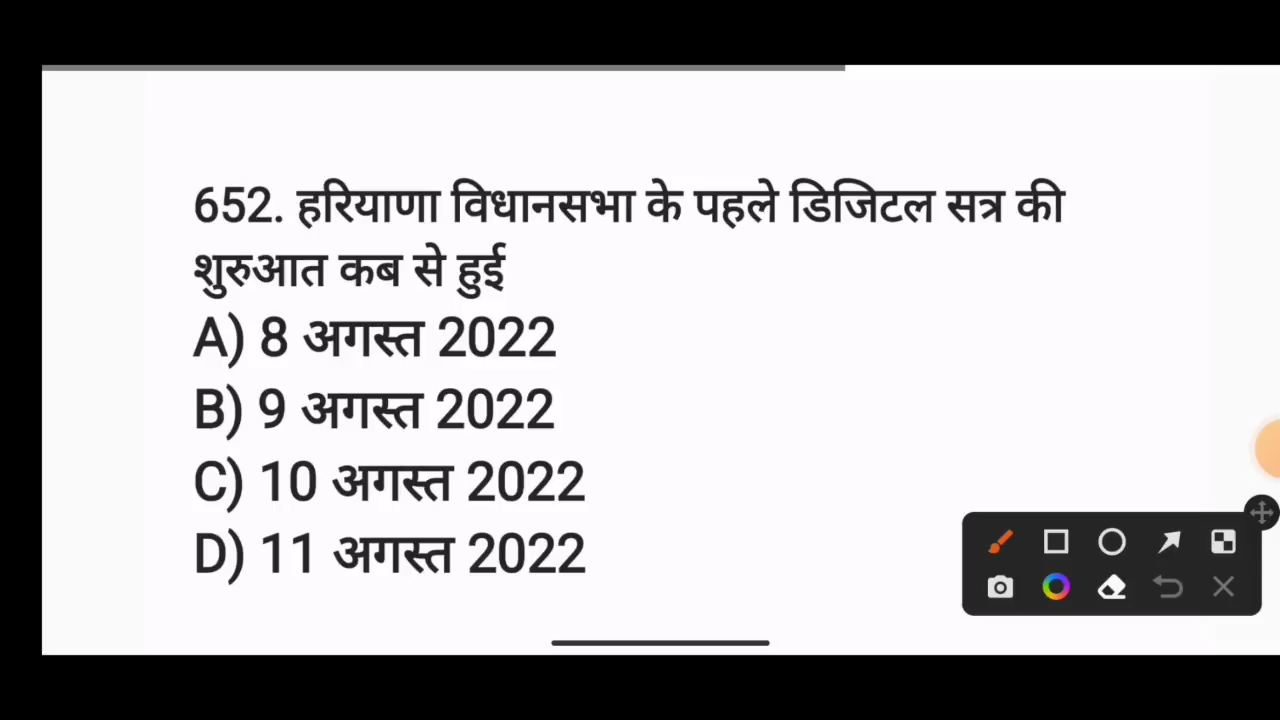 652. हरियाणा विधानसभा के पहले डिजिटल सत्र की
शुरुआत कब से हुई
A) 8 अगस्त 2022
B) 9 अगस्त 2022
C) 10 अगस्त 2022
D) 11 अगस्त 2022